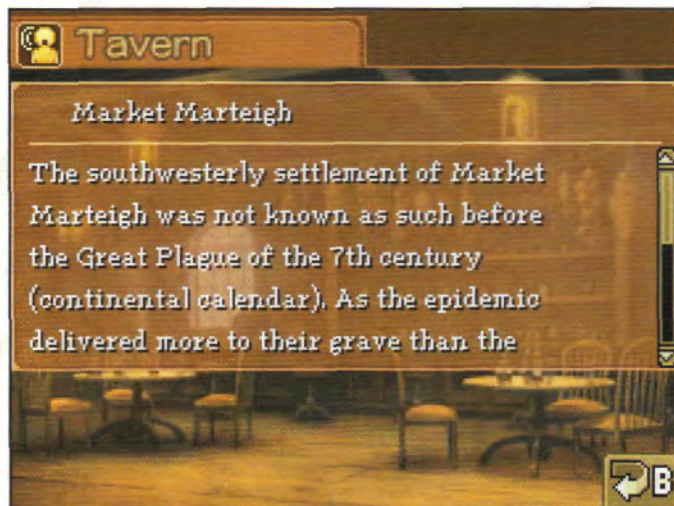 Tavern
Market Marteigh
The southwesterly settlement of Market
Marteigh was not known as such before
the Great Plague of the 7th century
(continental calendar). As the epidemic
delivered more to their grave than the
B